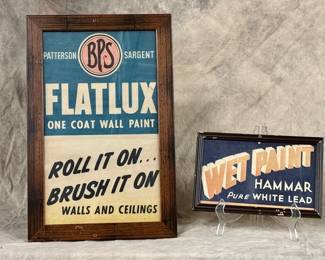 BPS
PATTERSON SARGENT
FLATLUX
ONE COAT WALL PAINT
ROLL IT ON...
BRUSH IT ON
WALLS AND CEILINGS
WET PAINT
HAMMAR
PURE WHITE LEAD